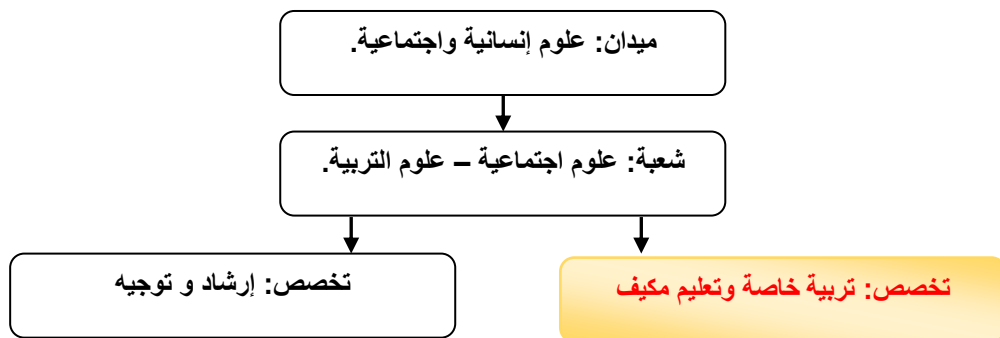 ميدان: علوم إنسانية واجتماعية.
شعبة: علوم اجتماعية – علوم التربية.
تخصص: تربية خاصة وتعليم مكيف
تخصص: إرشاد و توجيه